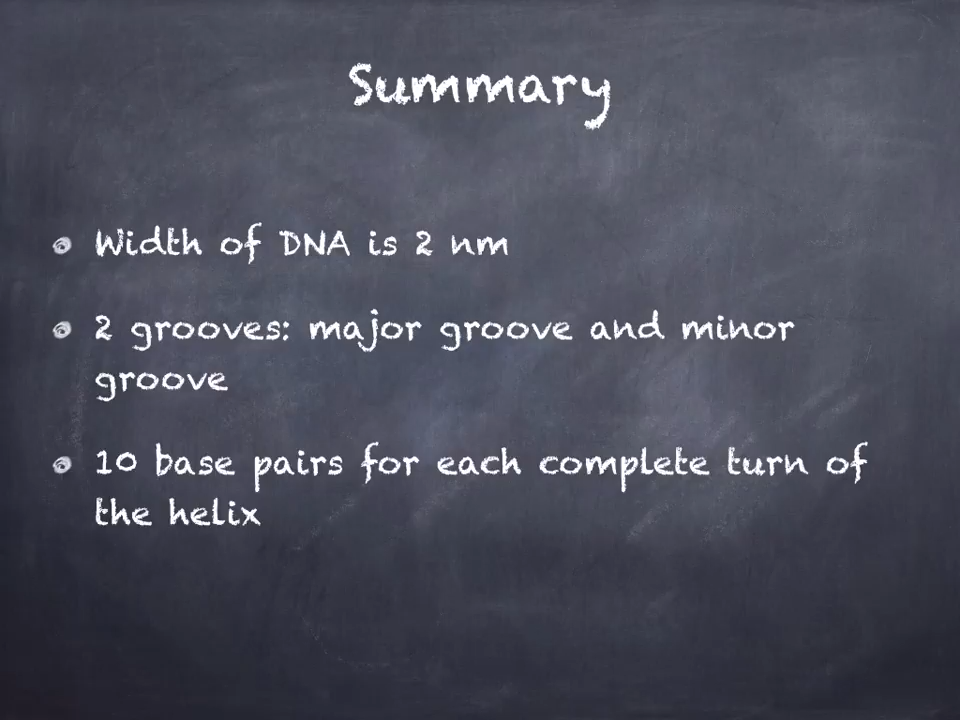 Summary
Width of DNA is 2 nm
2 grooves: major groove and minor
groove
10 base pairs for each complete turn of
the helix